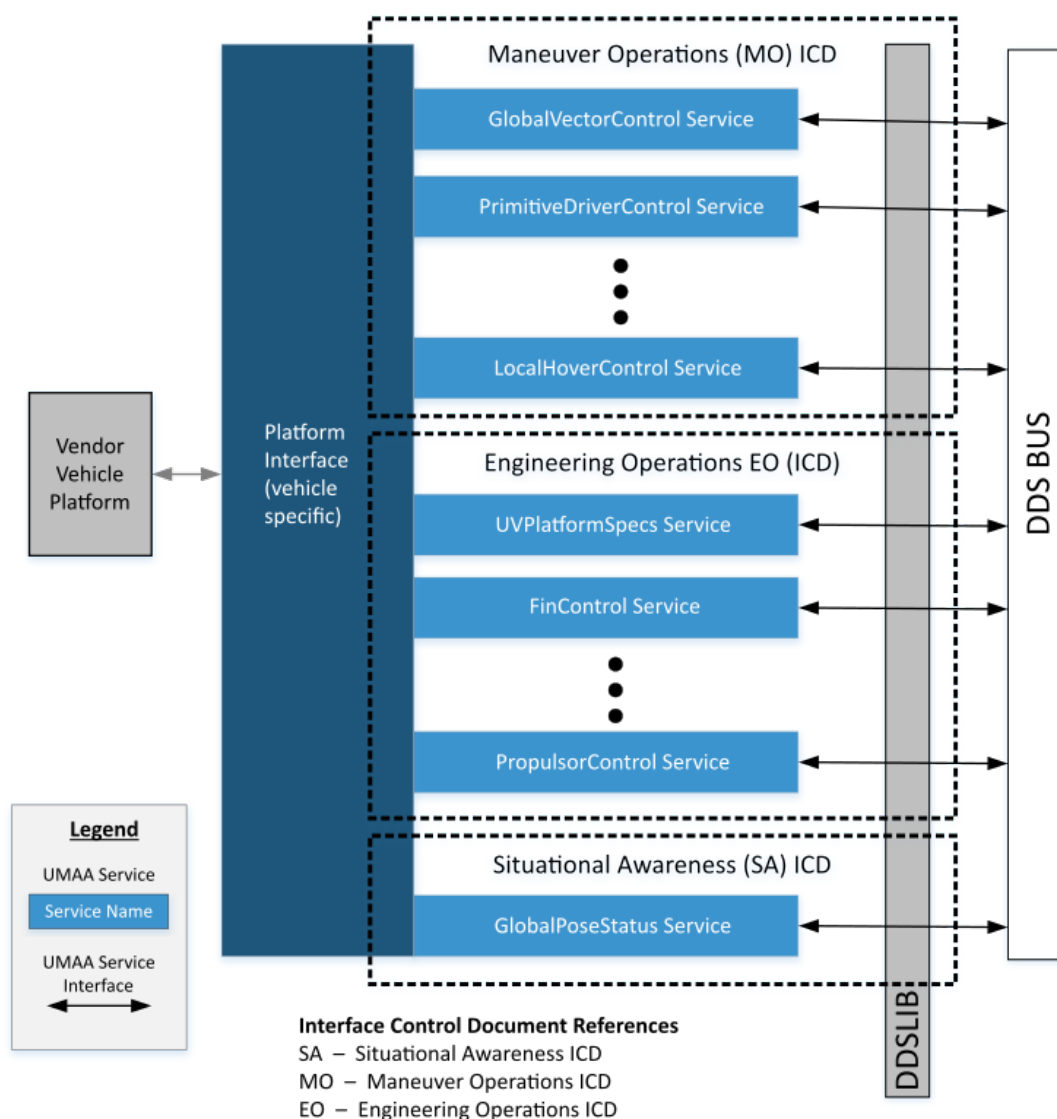 Maneuver Operations (MO) ICD
GlobalVectorControl Service
PrimitiveDriverControl Service
LocalHoverControl Service
Vendor
Vehicle
Platform
Platform
Interface
(vehicle
specific)
Engineering Operations EO (ICD)
UVPlatformSpecs Service
FinControl Service
PropulsorControl Service
Situational Awareness (SA) ICD
GlobalPoseStatus Service
DDSLIB
DDS BUS
Legend
UMAA Service
Service Name
UMAA Service
Interface
Interface Control Document References
SA – Situational Awareness ICD
MO – Maneuver Operations ICD
EO – Engineering Operations ICD